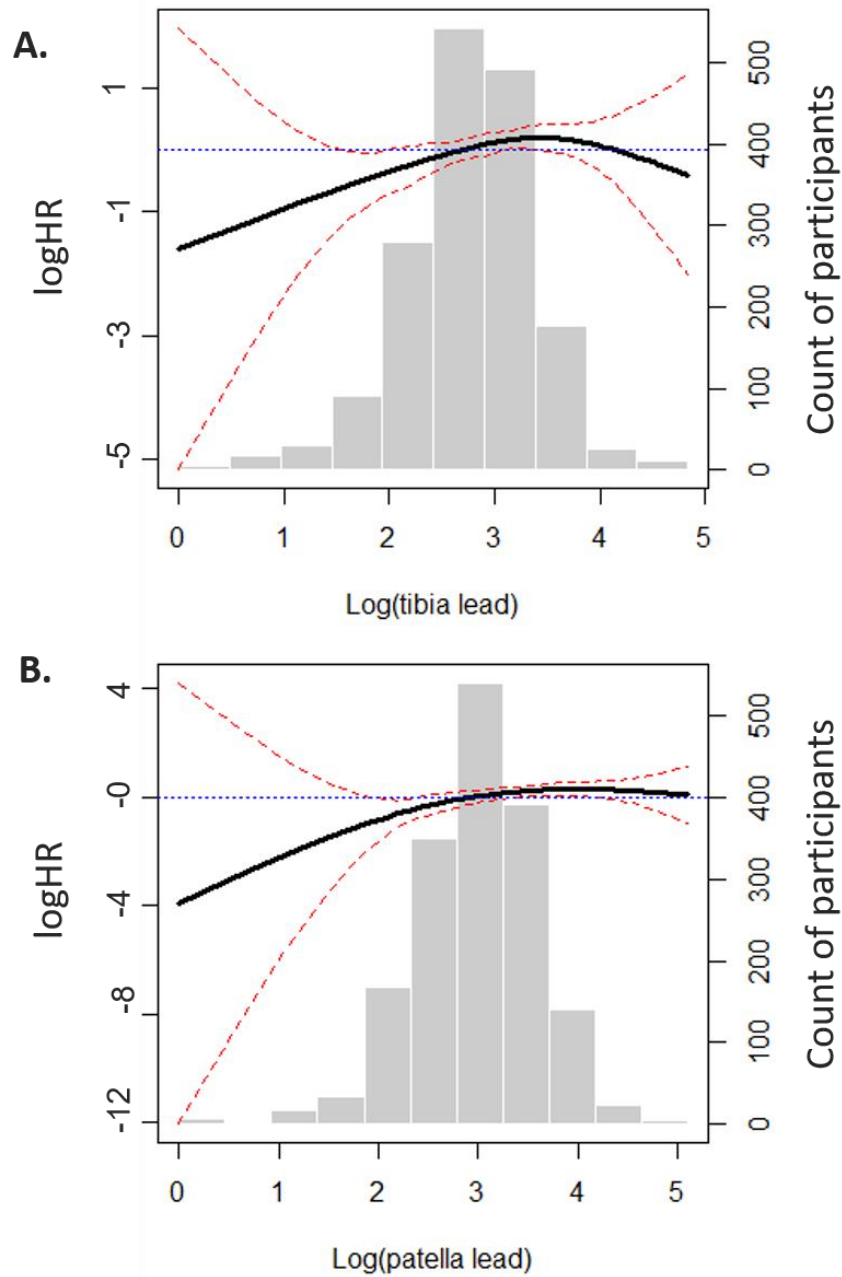 A.
1
-1
-3
-5
logHR
500
400
300
200
100
0
Count of participants
0 1 2 3 4 5
Log(tibia lead)
B.
4
-0
-4
-8
-12
logHR
500
400
300
200
100
0
Count of participants
0 1 2 3 4 5
Log(patella lead)